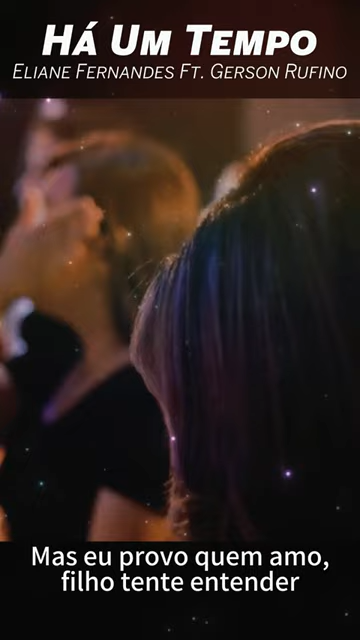 Há Um Tempo
Eliane Fernandes Ft. Gerson Rufino
Mas eu provo quem amo,
filho tente entender